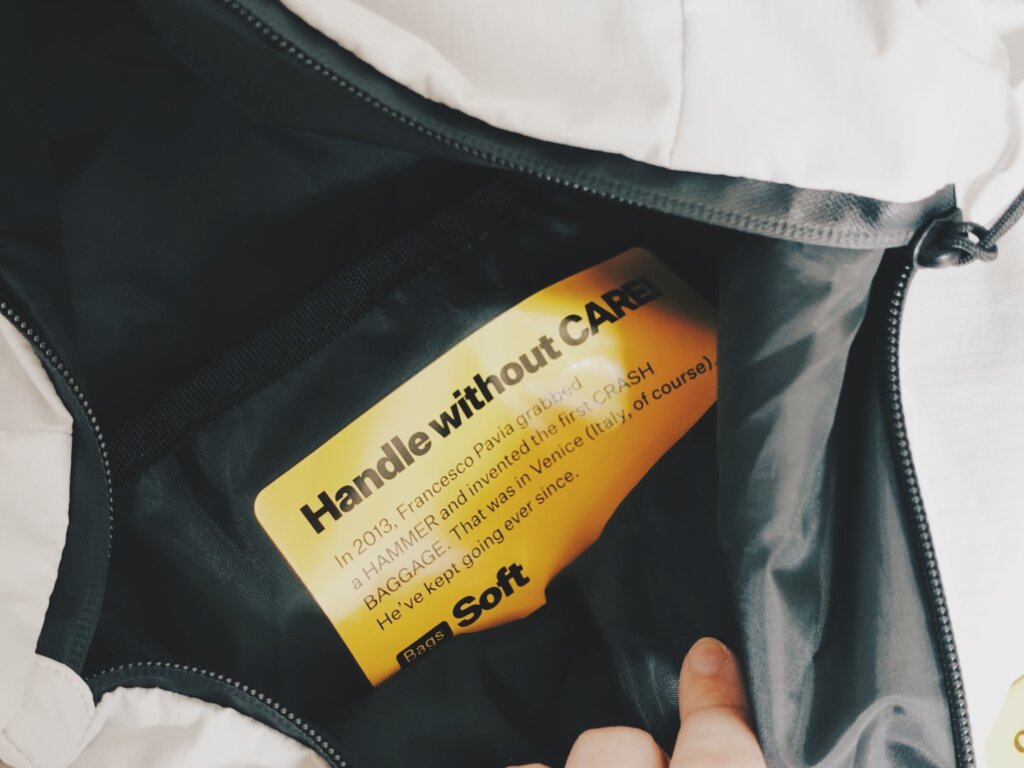 Handle without CARE!
In 2013, Francesco Pavia grabbed
a HAMMER and invented the first CRASH
BAGGAGE. That was in Venice (Italy, of course).
He've kept going ever since.
Bags Soft